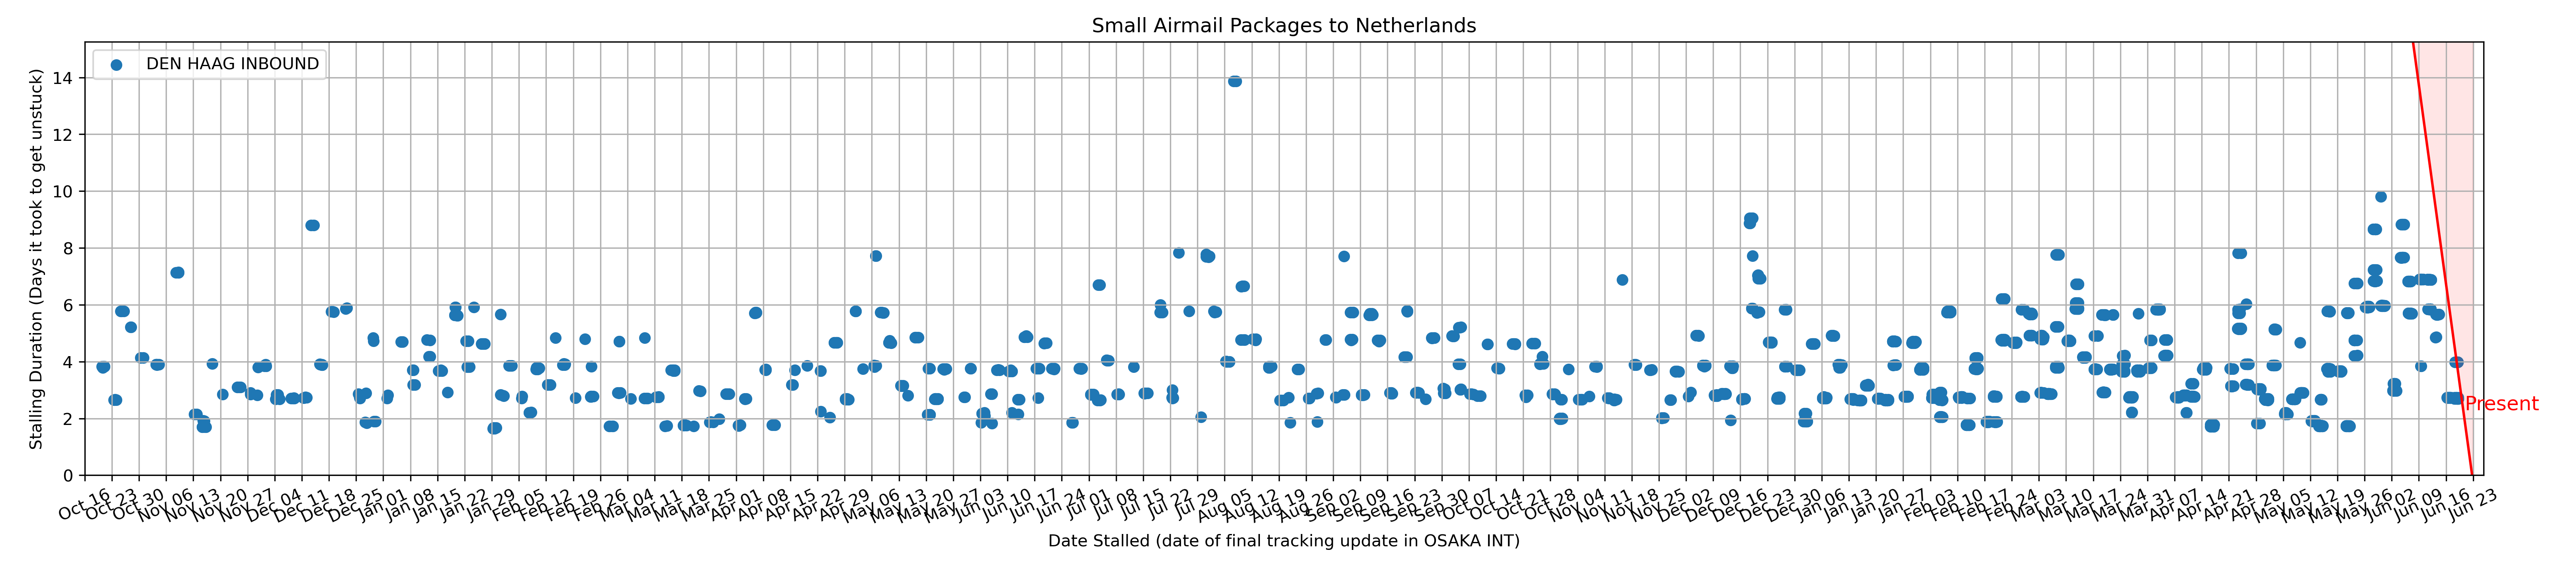 Small Airmail Packages to Netherlands
DEN HAAG INBOUND
Stalling Duration (Days it took to get unstuck)
14
12
10
8
6
4
2
0
Present
Oct 16
Oct 23
Oct 30
Nov 06
Nov 13
Nov 20
Nov 27
Dec 04
Dec 11
Dec 18
Dec 25
Jan 01
Jan 08
Jan 15
Jan 22
Jan 29
Feb 05
Feb 12
Feb 19
Feb 26
Mar 04
Mar 11
Mar 18
Mar 25
Apr 01
Apr 08
Apr 15
Apr 22
Apr 29
May 06
May 13
May 20
May 27
Jun 03
Jun 10
Jun 17
Jun 24
Jul 01
Jul 08
Jul 15
Jul 22
Jul 29
Aug 05
Aug 12
Aug 19
Aug 26
Sep 02
Sep 09
Sep 16
Sep 23
Sep 30
Oct 07
Oct 14
Oct 21
Oct 28
Nov 04
Nov 11
Nov 18
Nov 25
Dec 02
Dec 09
Dec 16
Dec 23
Dec 30
Jan 06
Jan 13
Jan 20
Jan 27
Feb 03
Feb 10
Feb 17
Feb 24
Mar 03
Mar 10
Mar 17
Mar 24
Mar 31
Apr 07
Apr 14
Apr 21
Apr 28
May 05
May 12
May 19
May 26
Jun 02
Jun 09
Jun 16
Jun 23
Date Stalled (date of final tracking update in OSAKA INT)